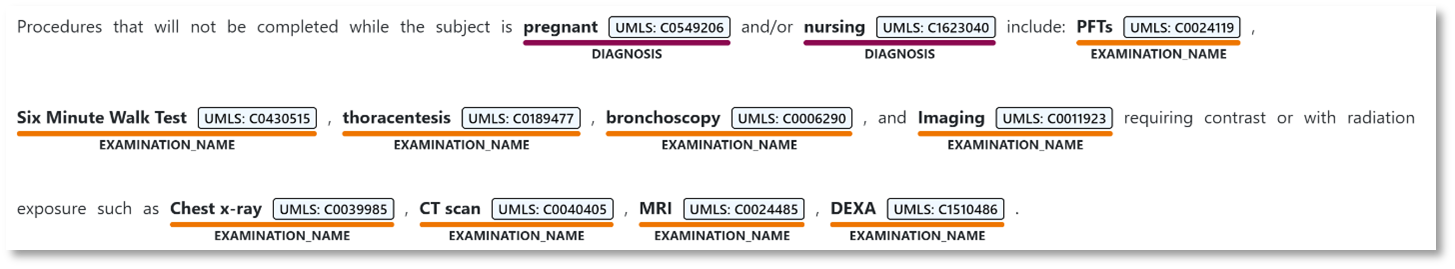 Procedures that will not be completed while the subject is pregnant UMLS: C0549206 and/or nursing UMLS: C1623040 include: PFTs UMLS: C0024119 ,
DIAGNOSIS DIAGNOSIS EXAMINATION_NAME
Six Minute Walk Test UMLS: C0430515 , thoracentesis UMLS: C0189477 , bronchoscopy UMLS: C0006290 , and Imaging UMLS: C0011923 requiring contrast or with radiation
EXAMINATION_NAME EXAMINATION_NAME EXAMINATION_NAME EXAMINATION_NAME
exposure such as Chest x-ray UMLS: C0039985 , CT scan UMLS: C0040405 , MRI UMLS: C0024485 , DEXA UMLS: C1510486 .
EXAMINATION_NAME EXAMINATION_NAME EXAMINATION_NAME EXAMINATION_NAME